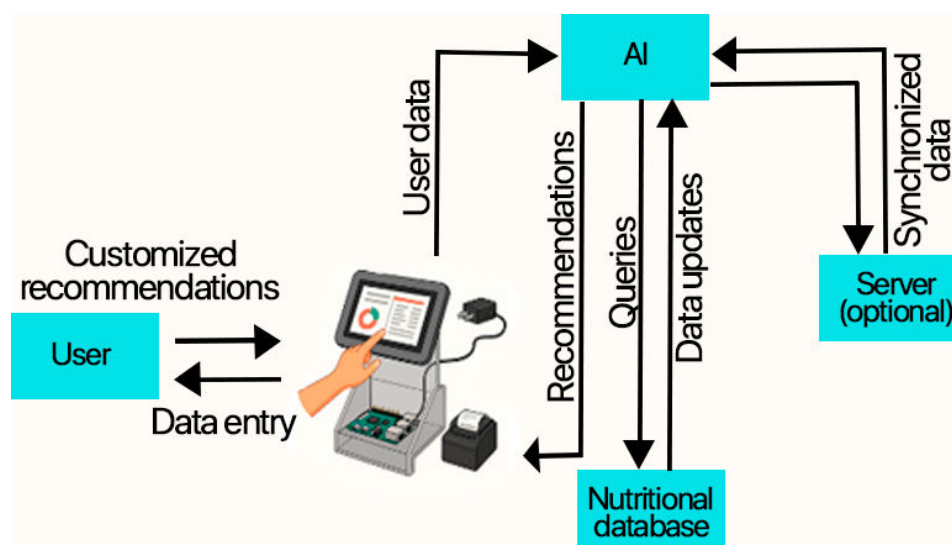 AI
User data
Recommendations
Queries
Data updates
Synchronized
data
Customized
recommendations
User
Data entry
Server
(optional)
Nutritional
database